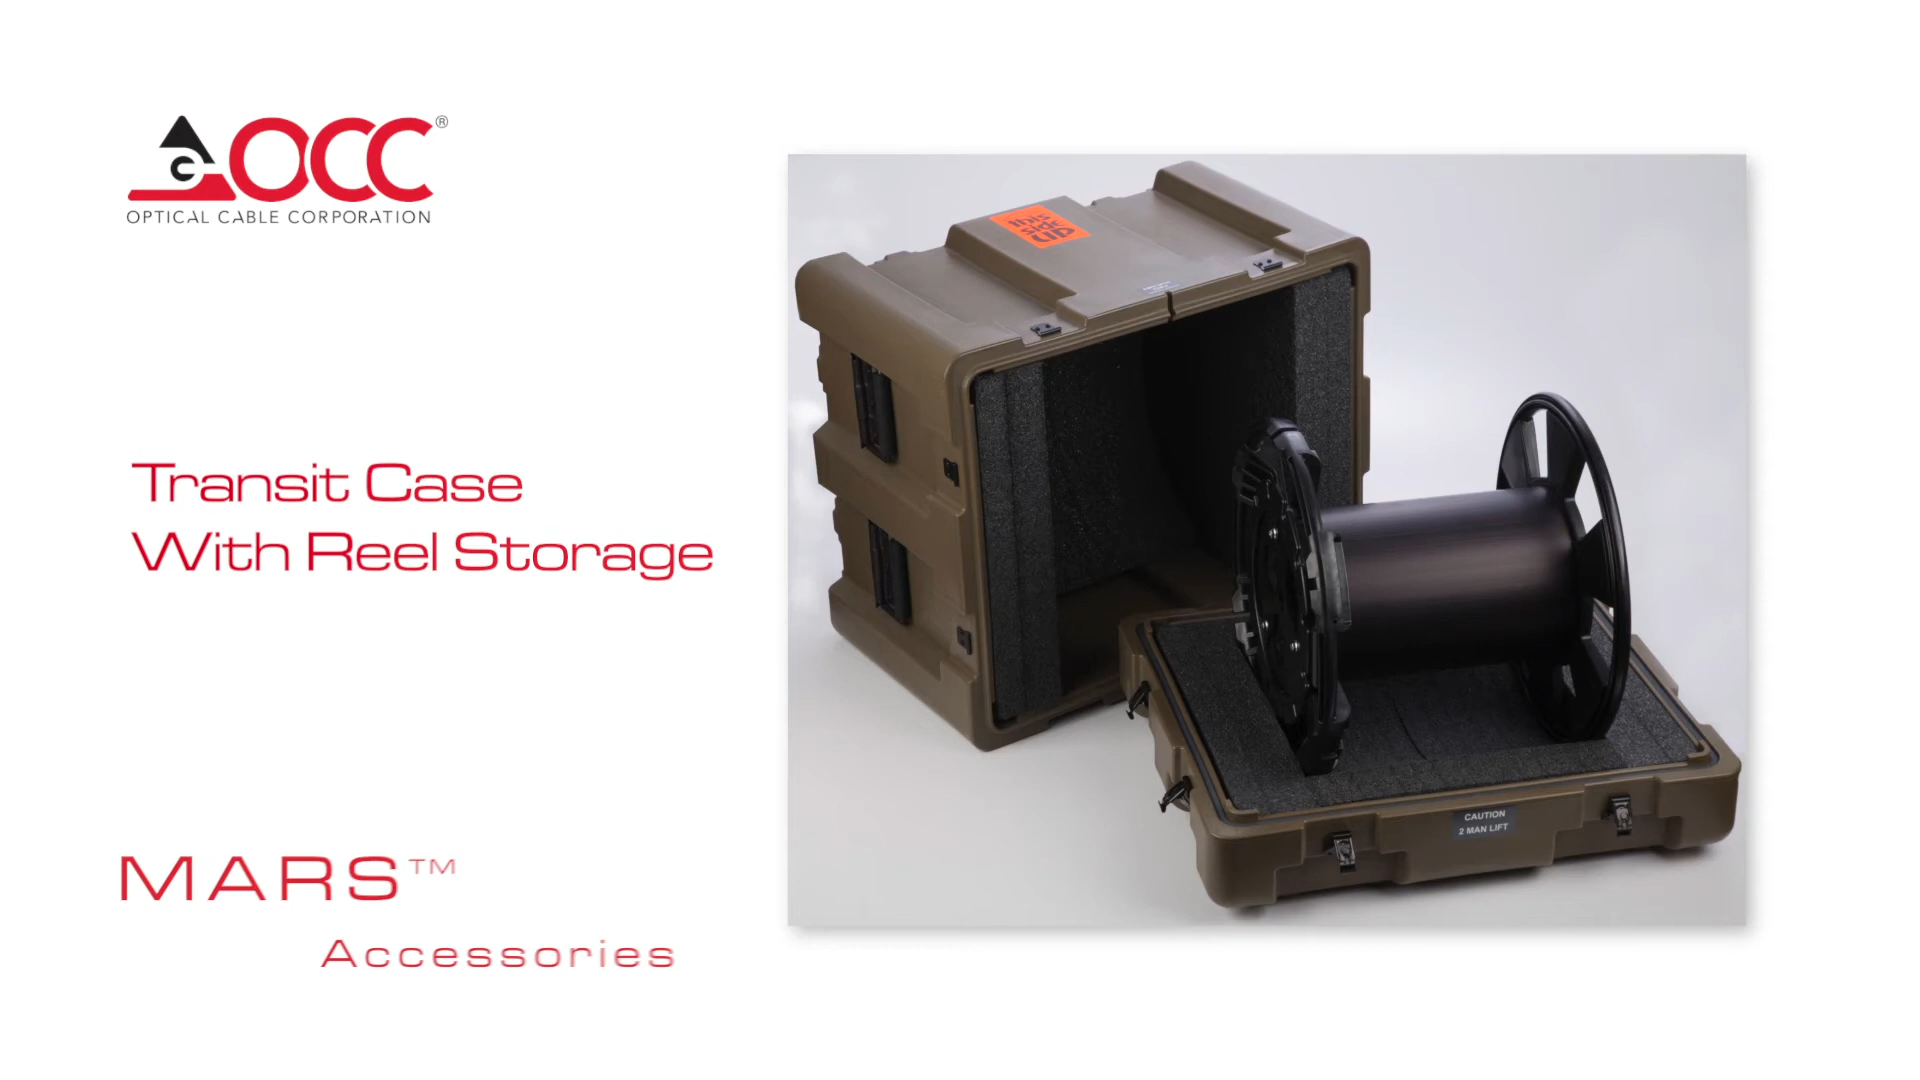 OCC®
OPTICAL CABLE CORPORATION
Transit Case
With Reel Storage
MARS™
Accessories
this
side
UP
CAUTION
2 MAN LIFT